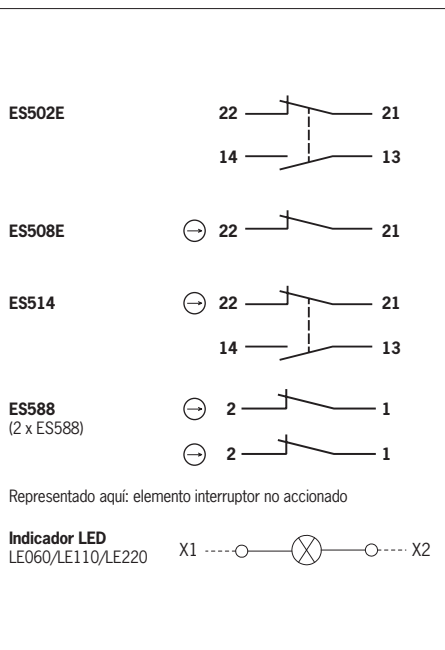 ES502E 22 21
14 13
ES508E 22 21
ES514 22 21
14 13
ES588 2 1
(2 x ES588)
2 1
Representado aquí: elemento interruptor no accionado
Indicador LED
LE060/LE110/LE220 X1 X2